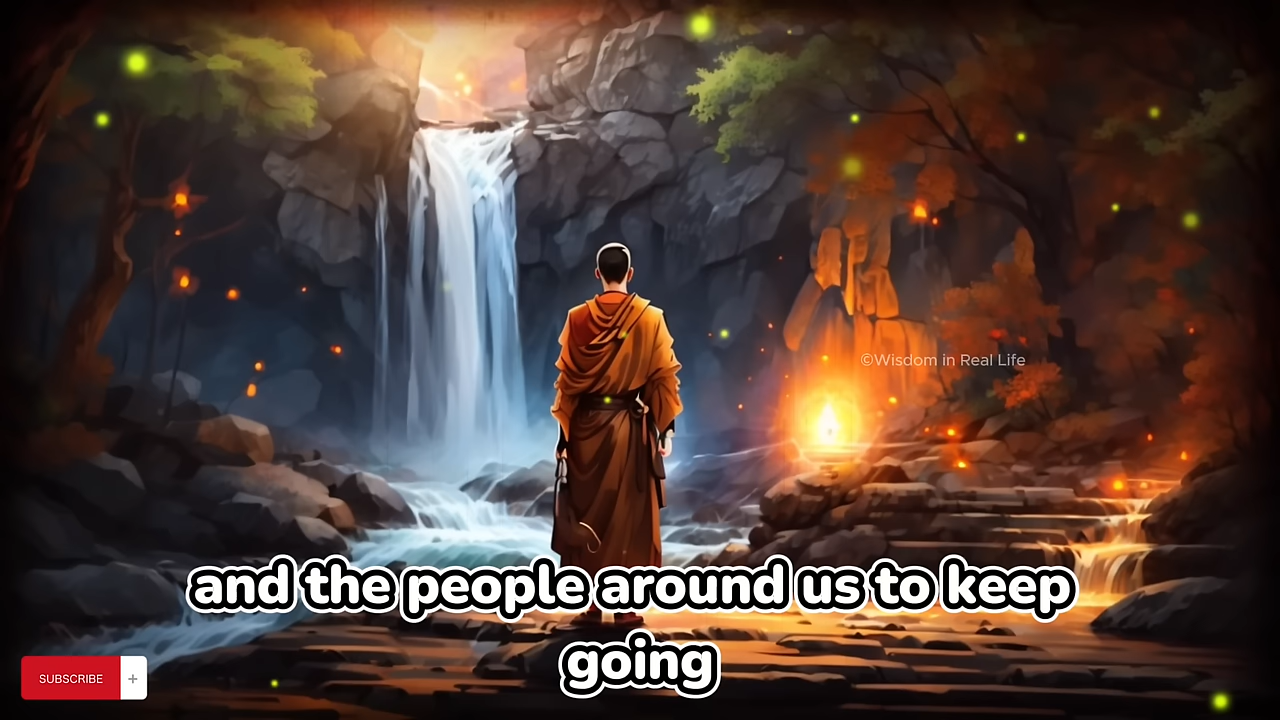 ©Wisdom in Real Life
and the people around us to keep
going
SUBSCRIBE +